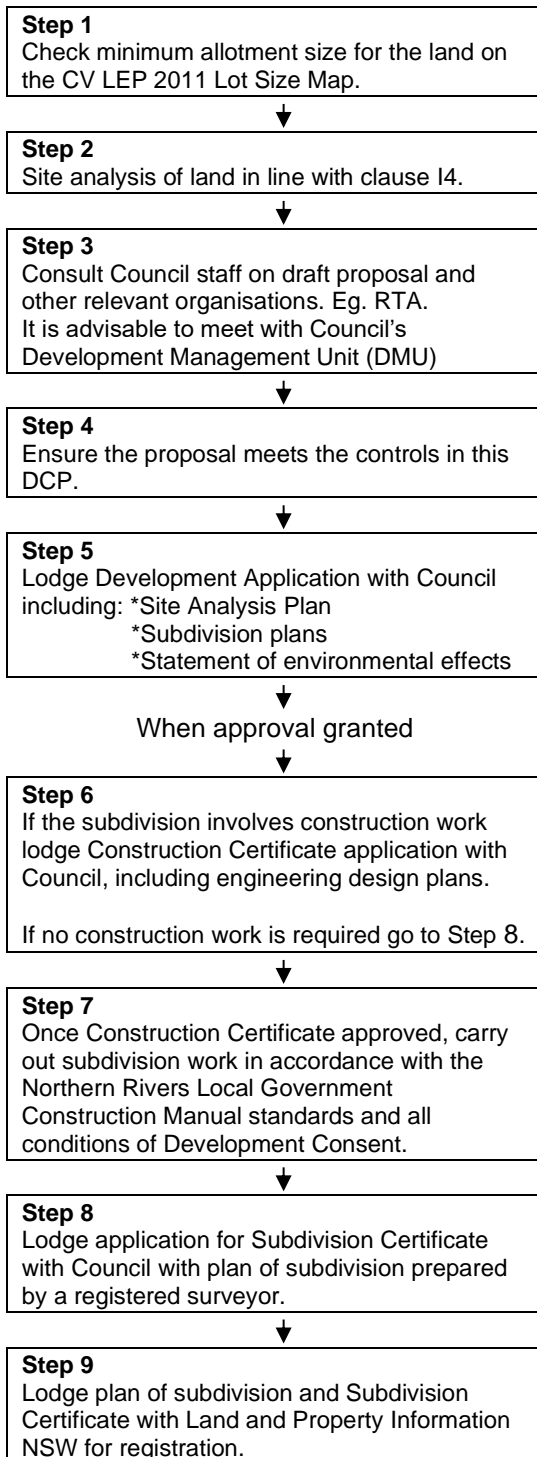 Step 1
Check minimum allotment size for the land on
the CV LEP 2011 Lot Size Map.
Step 2
Site analysis of land in line with clause I4.
Step 3
Consult Council staff on draft proposal and
other relevant organisations. Eg. RTA.
It is advisable to meet with Council’s
Development Management Unit (DMU)
Step 4
Ensure the proposal meets the controls in this
DCP.
Step 5
Lodge Development Application with Council
including: *Site Analysis Plan
*Subdivision plans
*Statement of environmental effects
When approval granted
Step 6
If the subdivision involves construction work
lodge Construction Certificate application with
Council, including engineering design plans.
If no construction work is required go to Step 8.
Step 7
Once Construction Certificate approved, carry
out subdivision work in accordance with the
Northern Rivers Local Government
Construction Manual standards and all
conditions of Development Consent.
Step 8
Lodge application for Subdivision Certificate
with Council with plan of subdivision prepared
by a registered surveyor.
Step 9
Lodge plan of subdivision and Subdivision
Certificate with Land and Property Information
NSW for registration.